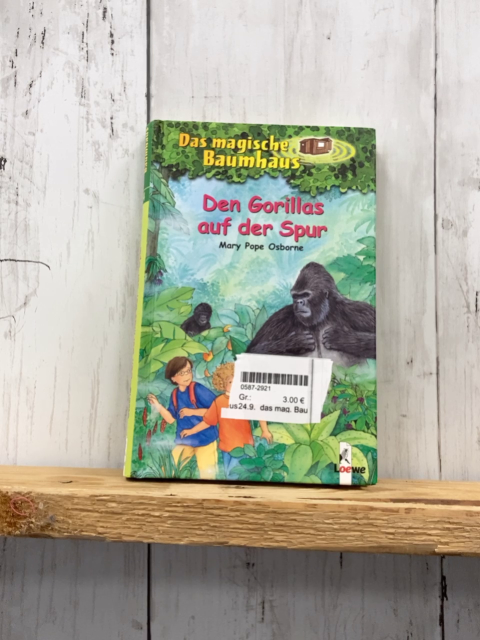 Das magische
Baumhaus
Den Gorillas
auf der Spur
Mary Pope Osborne
0587-2921
Gr.: 3.00 €
us24.9. das mag. Bau
Loewe